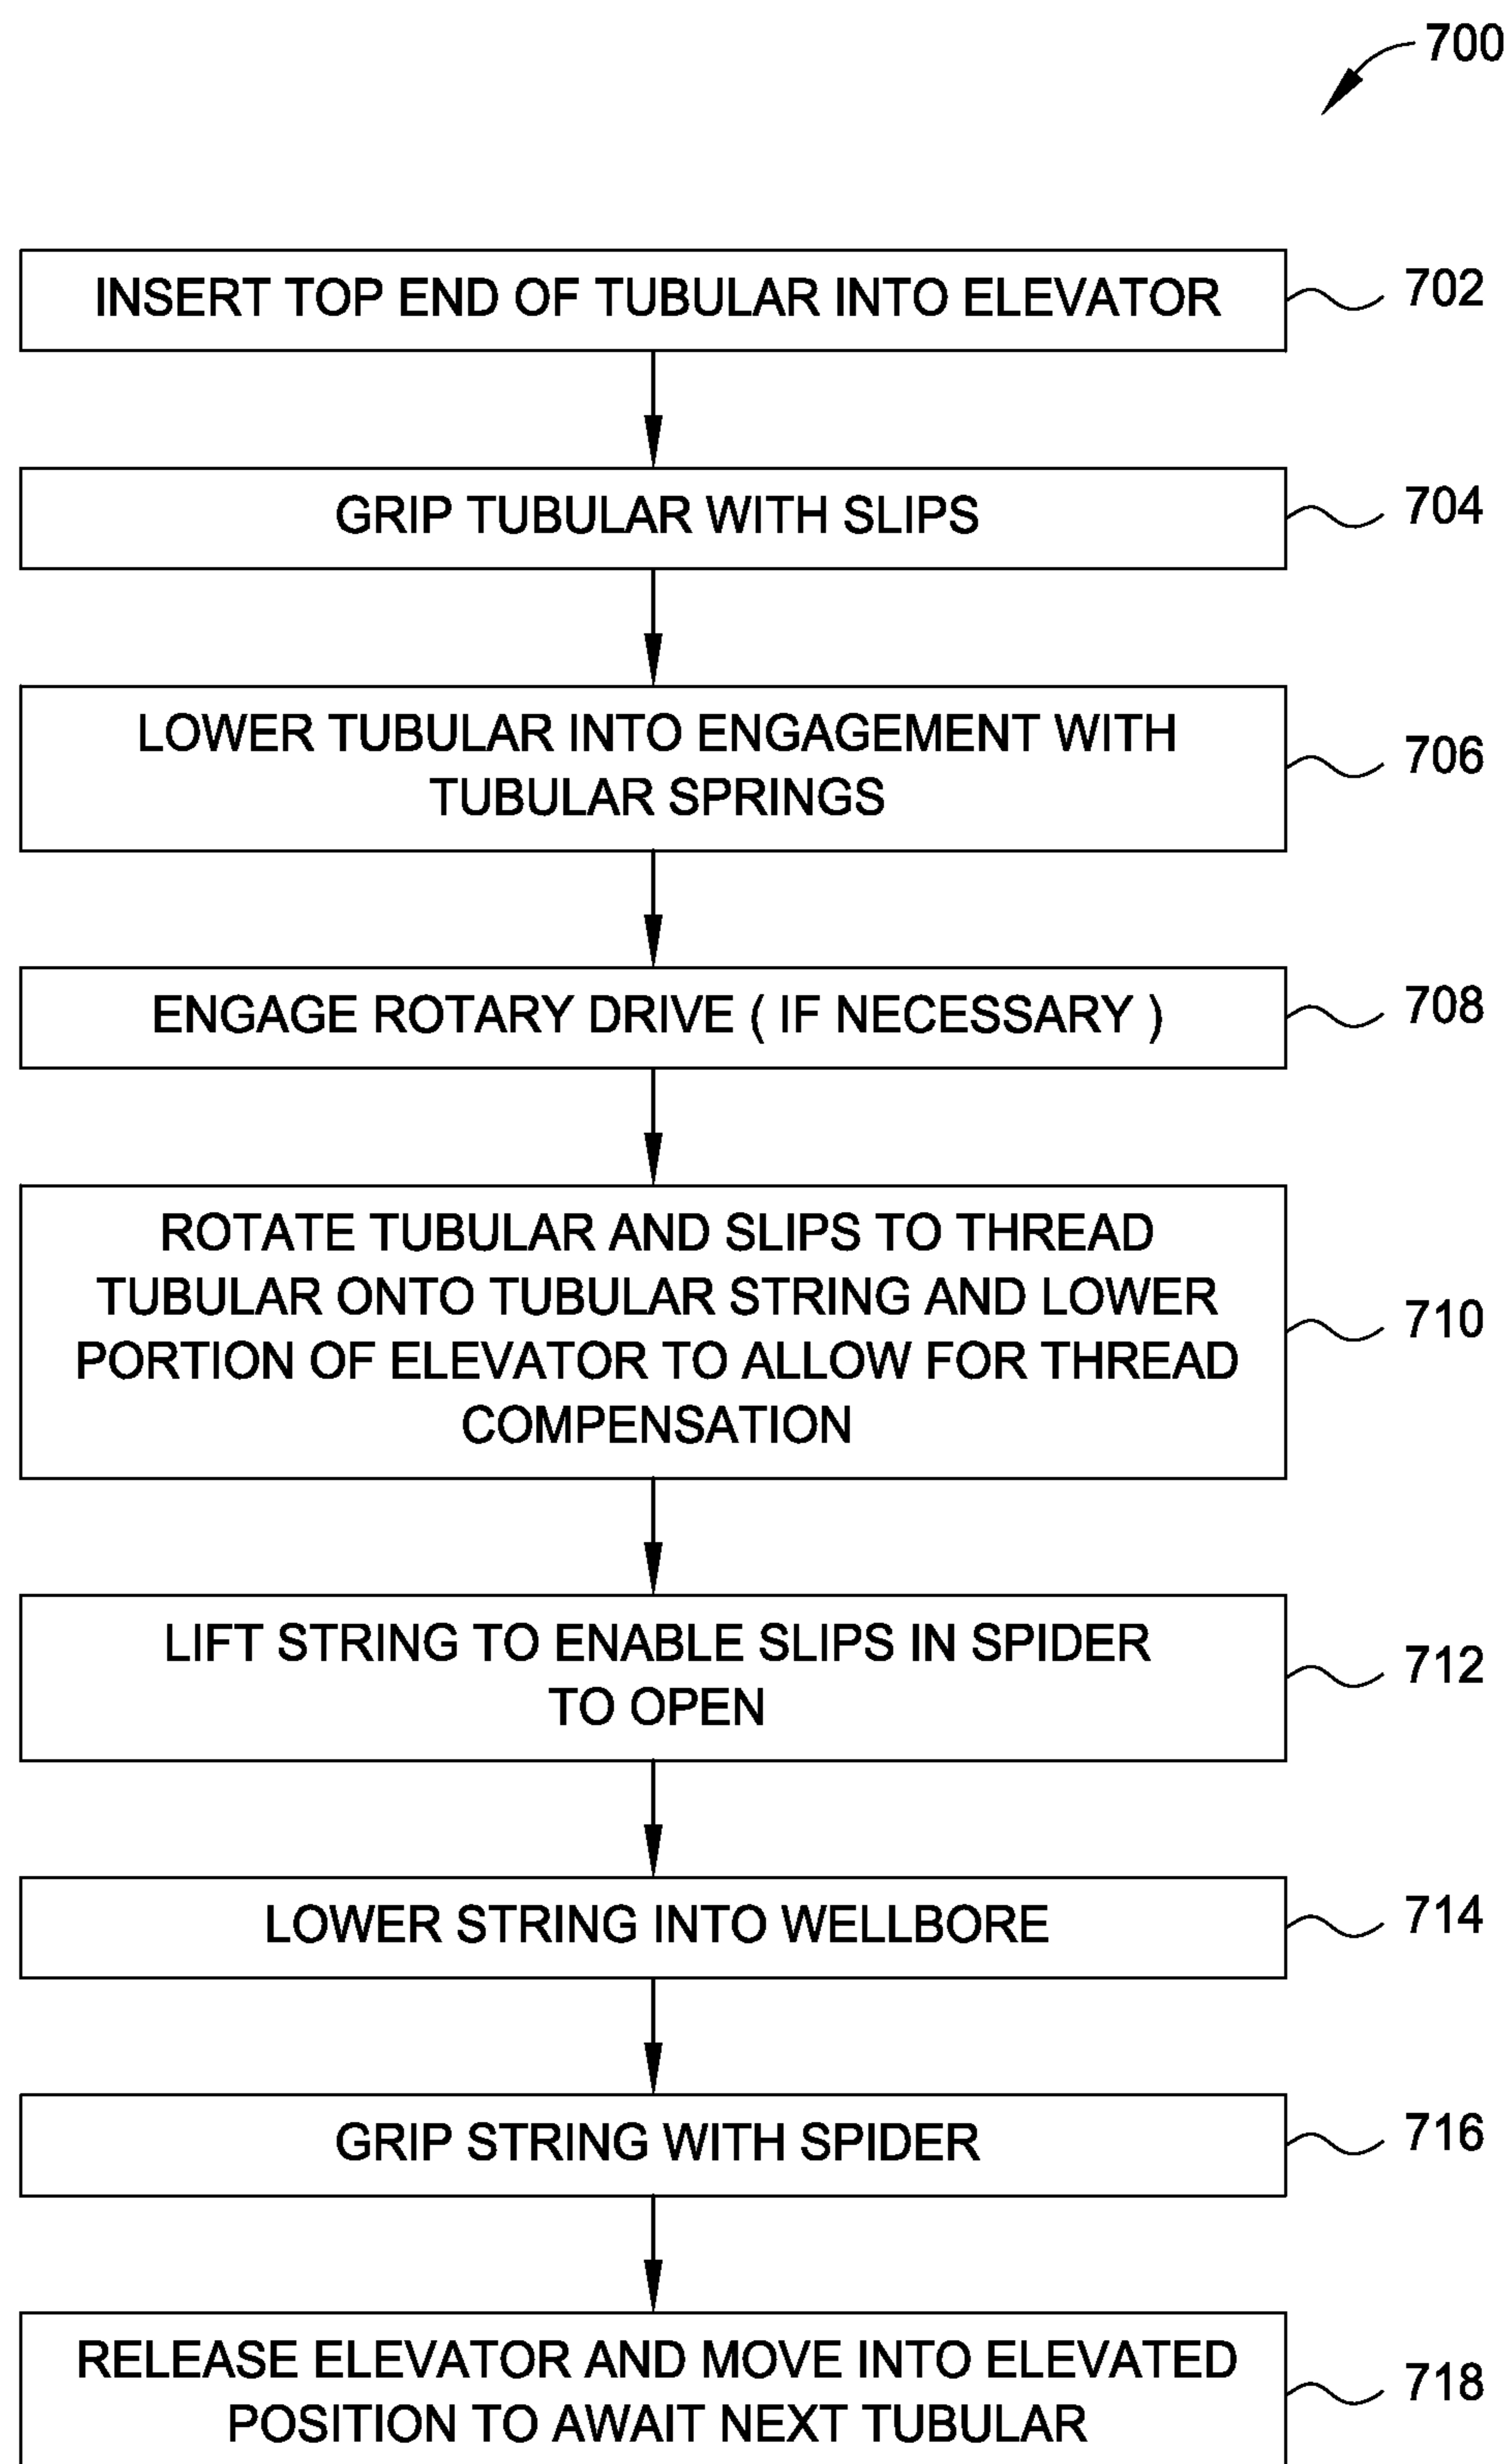 700
INSERT TOP END OF TUBULAR INTO ELEVATOR
702
GRIP TUBULAR WITH SLIPS
704
LOWER TUBULAR INTO ENGAGEMENT WITH
TUBULAR SPRINGS
706
ENGAGE ROTARY DRIVE ( IF NECESSARY )
708
ROTATE TUBULAR AND SLIPS TO THREAD
TUBULAR ONTO TUBULAR STRING AND LOWER
PORTION OF ELEVATOR TO ALLOW FOR THREAD
COMPENSATION
710
LIFT STRING TO ENABLE SLIPS IN SPIDER
TO OPEN
712
LOWER STRING INTO WELLBORE
714
GRIP STRING WITH SPIDER
716
RELEASE ELEVATOR AND MOVE INTO ELEVATED
POSITION TO AWAIT NEXT TUBULAR
718